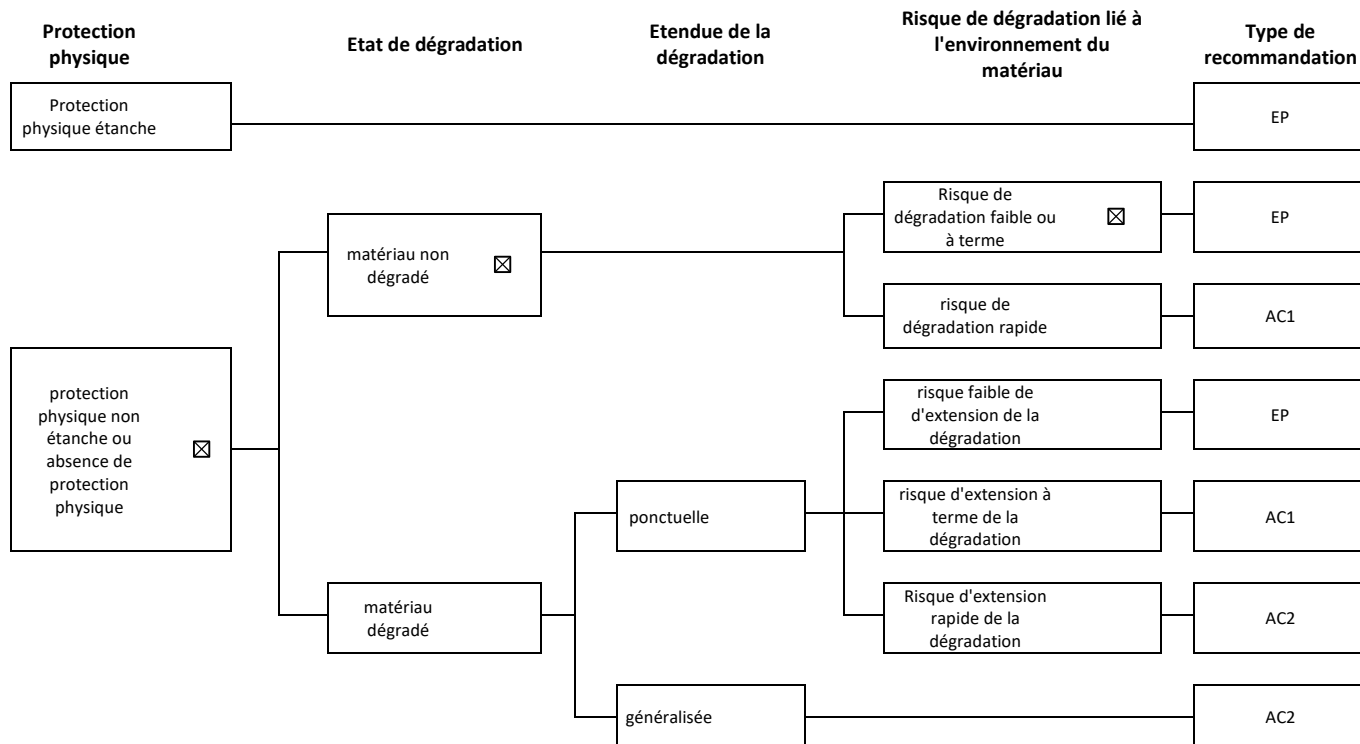 Protection
physique
Etat de dégradation
Etendue de la
dégradation
Risque de dégradation lié à
l'environnement du
matériau
Type de
recommandation
Protection
physique étanche
EP
Risque de
dégradation faible ou
à terme
EP
matériau non
dégradé
risque de
dégradation rapide
AC1
protection
physique non
étanche ou
absence de
protection
physique
risque faible de
d'extension de la
dégradation
EP
ponctuelle
risque d'extension à
terme de la
dégradation
AC1
matériau
dégradé
Risque d'extension
rapide de la
dégradation
AC2
généralisée
AC2